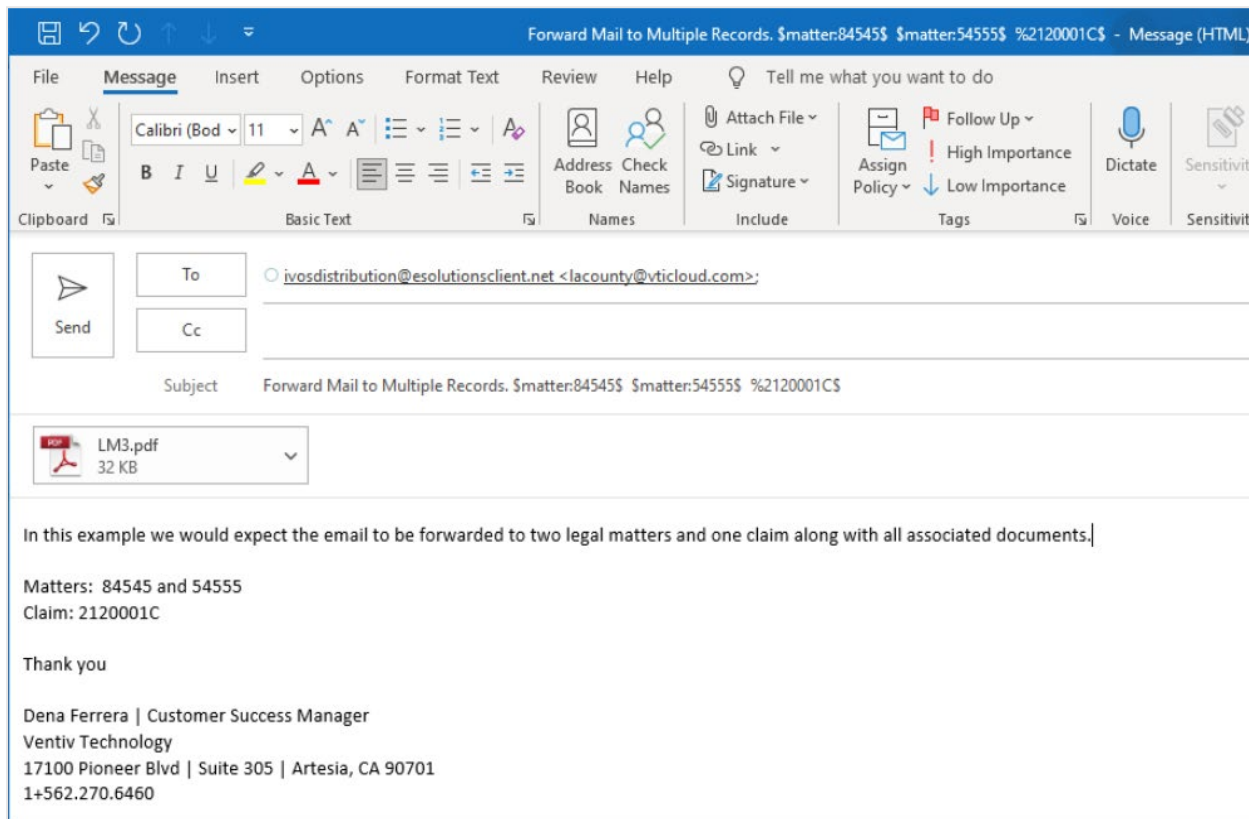 Forward Mail to Multiple Records. $matter:84545$ $matter:54555$ %2120001C$ - Message (HTML)
File Message Insert Options Format Text Review Help Tell me what you want to do
Paste
Clipboard
Calibri (Bod 11
B I U A
Basic Text
Address Book
Check Names
Names
Attach File
Link
Signature
Include
Assign Policy
Follow Up
High Importance
Low Importance
Tags
Dictate
Voice
Sensitivit
Sensitivit
Send
To ivosdistribution@esolutionsclient.net <lacounty@vticloud.com>;
Cc
Subject Forward Mail to Multiple Records. $matter:84545$ $matter:54555$ %2120001C$
PDF
LM3.pdf
32 KB
In this example we would expect the email to be forwarded to two legal matters and one claim along with all associated documents.
Matters: 84545 and 54555
Claim: 2120001C
Thank you
Dena Ferrera | Customer Success Manager
Ventiv Technology
17100 Pioneer Blvd | Suite 305 | Artesia, CA 90701
1+562.270.6460